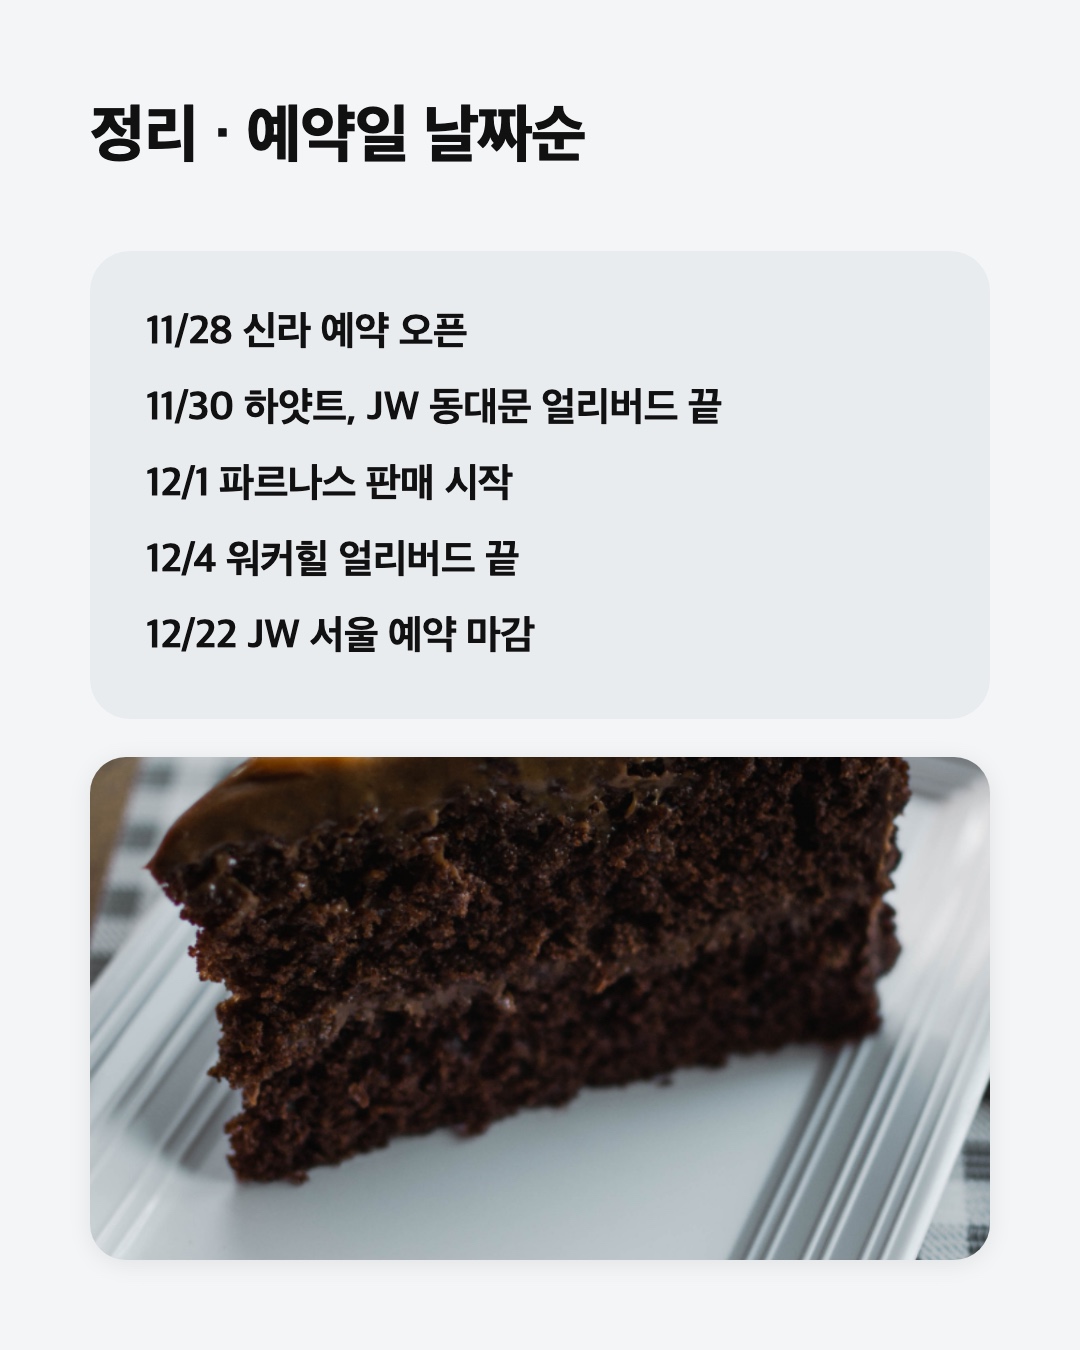 정리 · 예약일 날짜순
11/28 신라 예약 오픈
11/30 하얏트, JW 동대문 얼리버드 끝
12/1 파르나스 판매 시작
12/4 워커힐 얼리버드 끝
12/22 JW 서울 예약 마감